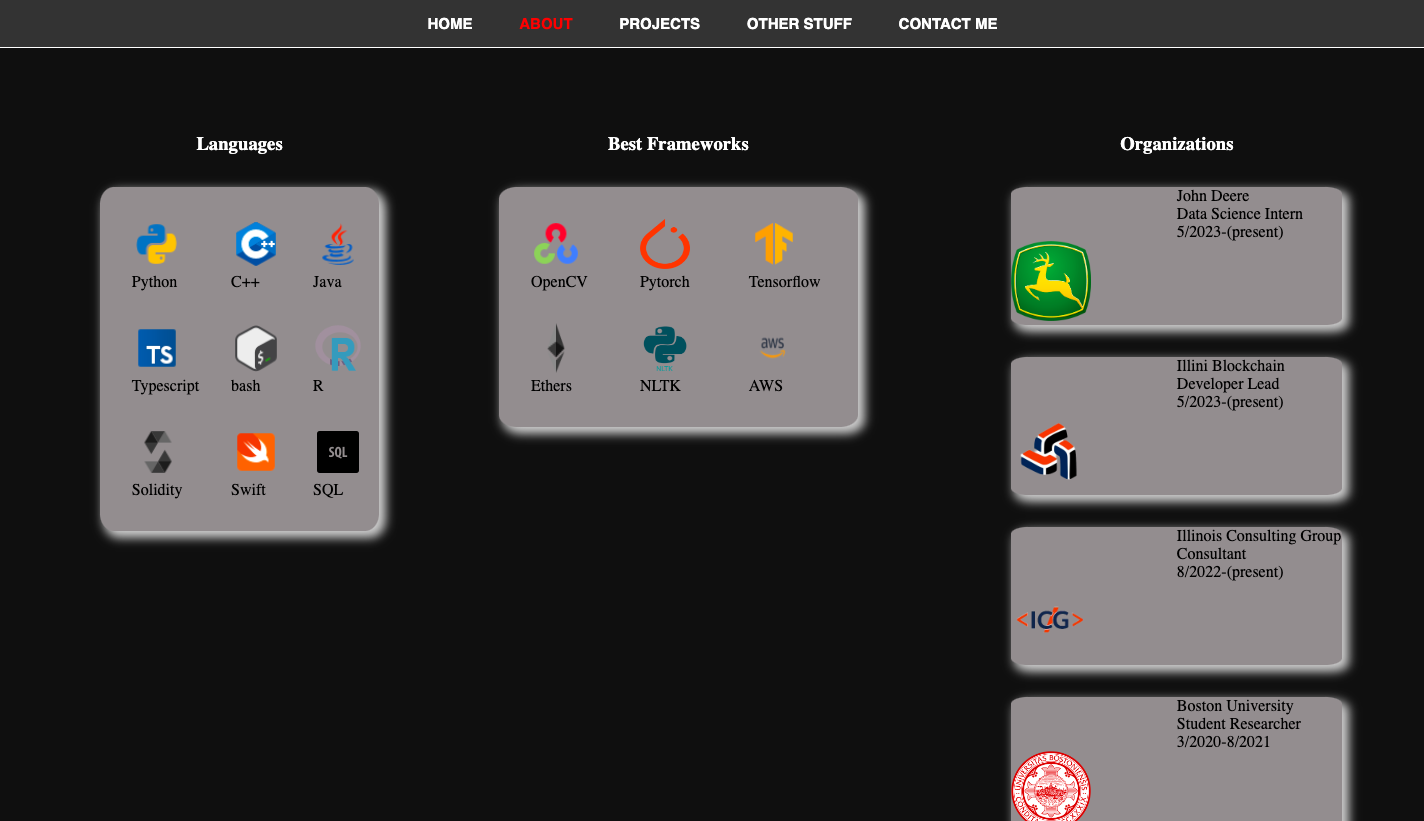 HOME ABOUT PROJECTS OTHER STUFF CONTACT ME
Languages
Python C++ Java
TS
Typescript bash R
SQL
Solidity Swift SQL
Best Frameworks
OpenCV Pytorch Tensorflow
NLTK aws
Ethers NLTK AWS
Organizations
John Deere
Data Science Intern
5/2023-(present)
Illini Blockchain
Developer Lead
5/2023-(present)
Illinois Consulting Group
Consultant
8/2022-(present)
<ICG>
Boston University
Student Researcher
3/2020-8/2021
UNIVERSITAS BOSTONIENSIS